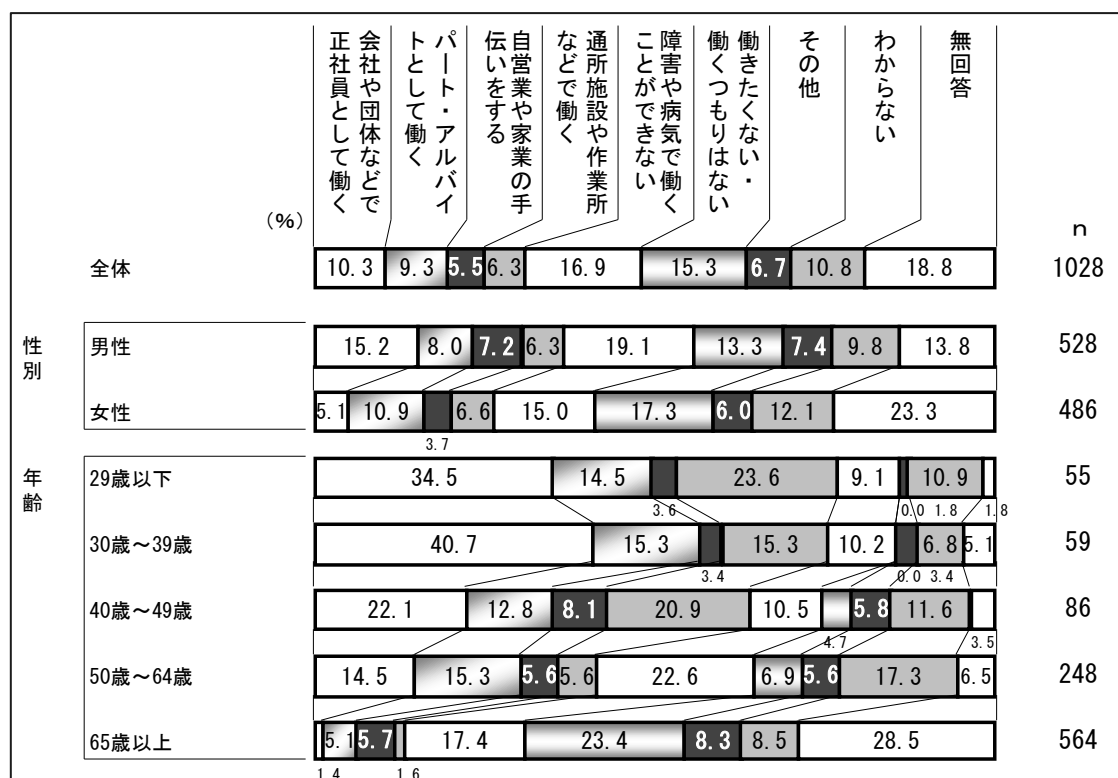 会社や団体などで
正社員として働く
パート・アルバイ
トとして働く
自営業や家業の手
伝いをする
通所施設や作業所
などで働く
障害や病気で働く
ことができない
働きたくない・
働くつもりはない
その他
わからない
無回答
(%)
n
全体
10.3 9.3 5.5 6.3 16.9 15.3 6.7 10.8 18.8
1028
性別
男性
15.2 8.0 7.2 6.3 19.1 13.3 7.4 9.8 13.8
528
女性
5.1 10.9 6.6 15.0 17.3 6.0 12.1 23.3
486
3.7
年齢
29歳以下
34.5 14.5 23.6 9.1 10.9
55
3.6 0.0 1.8 1.8
30歳～39歳
40.7 15.3 15.3 10.2 6.8 5.1
59
3.4 0.0 3.4
40歳～49歳
22.1 12.8 8.1 20.9 10.5 5.8 11.6
86
4.7 3.5
50歳～64歳
14.5 15.3 5.6 5.6 22.6 6.9 5.6 17.3 6.5
248
65歳以上
5.1 5.7 17.4 23.4 8.3 8.5 28.5
564
1.4 1.6